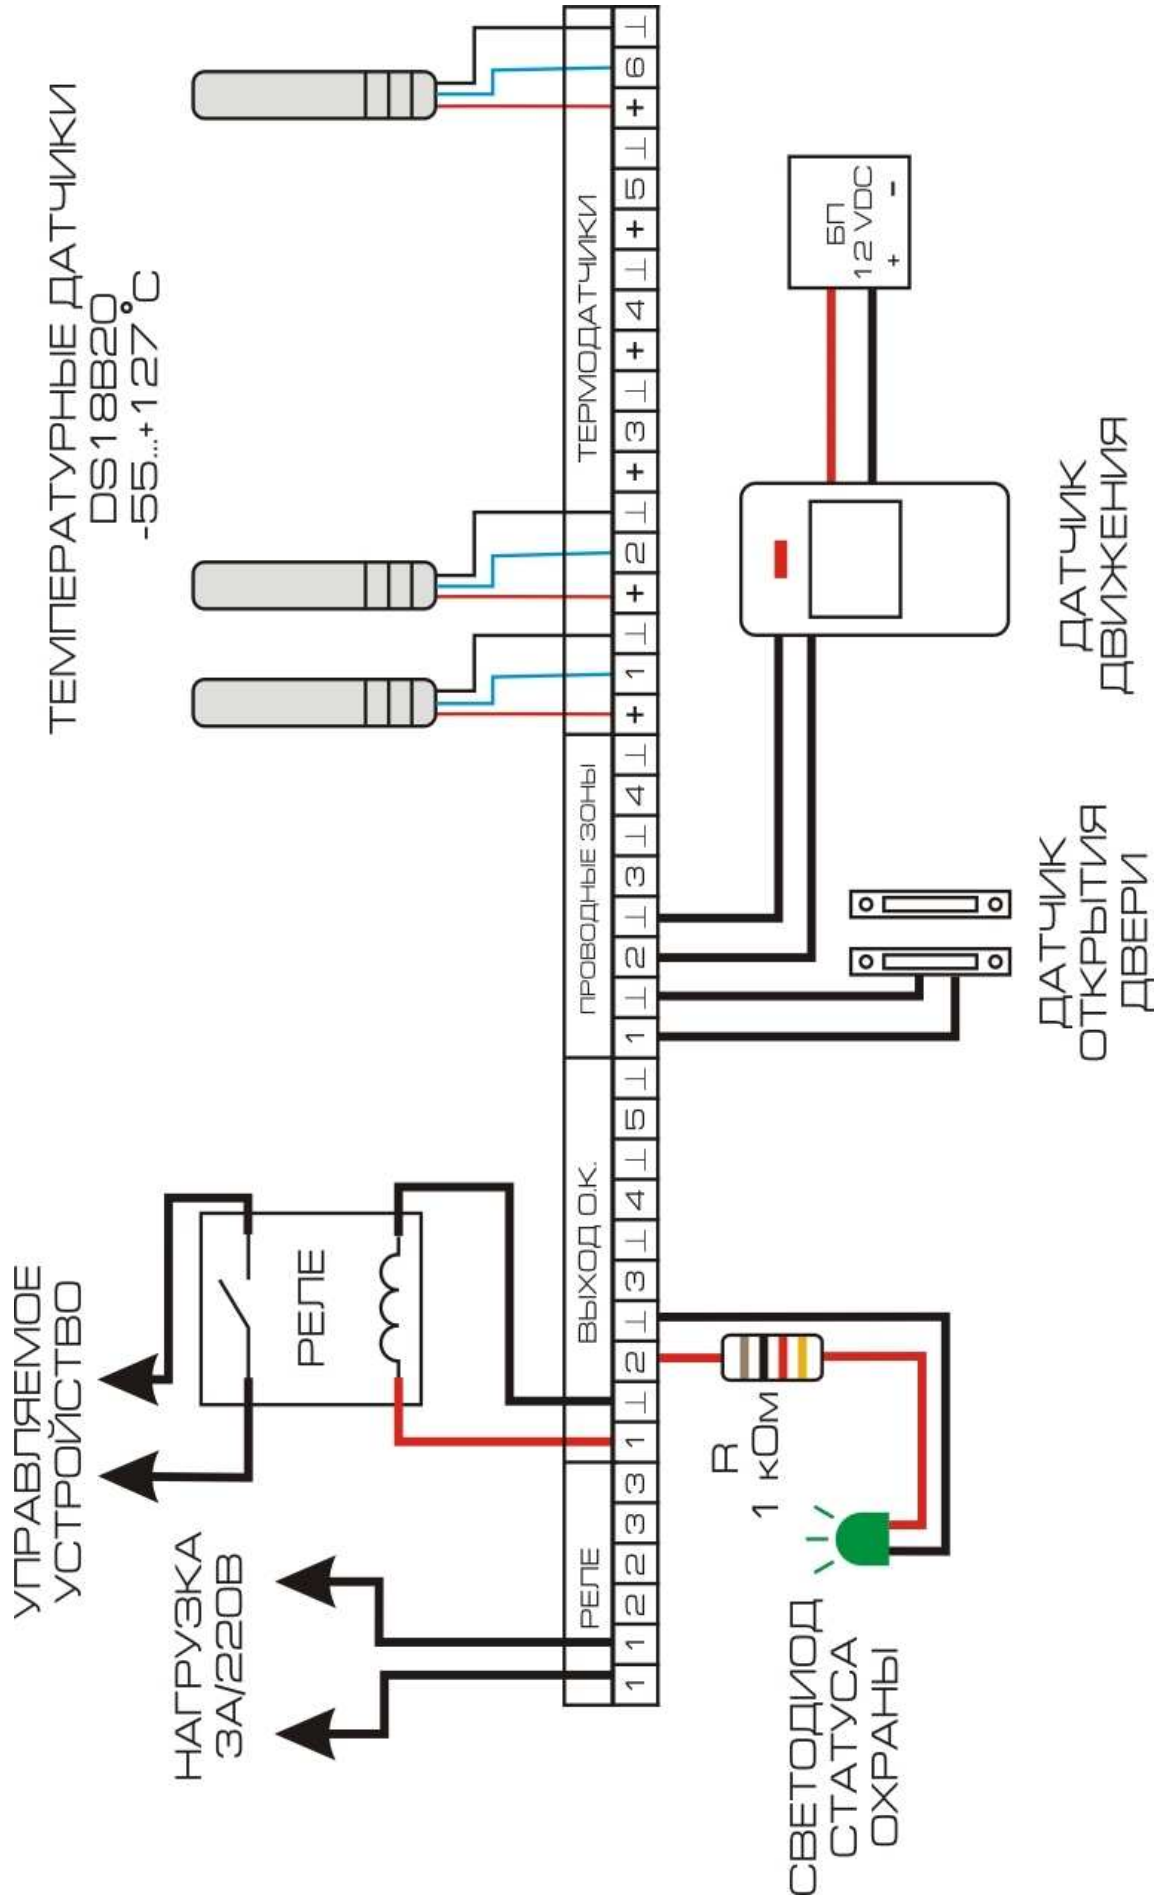 УПРАВЛЯЕМОЕ
УСТРОЙСТВО
НАГРУЗКА
3А/220В
РЕЛЕ
ТЕМПЕРАТУРНЫЕ ДАТЧИКИ
DS18B20
-55...+127°C
РЕЛЕ
ВЫХОД О.К.
ПРОВОДНЫЕ ЗОНЫ
ТЕРМОДАТЧИКИ
1 1 2 2 3 3 1 ⊥ 2 ⊥ 3 ⊥ 4 ⊥ 5 ⊥ 1 ⊥ 2 ⊥ 3 ⊥ 4 ⊥ + 1 ⊥ + 2 ⊥ + 3 ⊥ + 4 ⊥ + 5 ⊥ + 6 ⊥
R
1 кОм
СВЕТОДИОД
СТАТУСА
ОХРАНЫ
ДАТЧИК
ОТКРЫТИЯ
ДВЕРИ
ДАТЧИК
ДВИЖЕНИЯ
БП
12 VDC
+ -